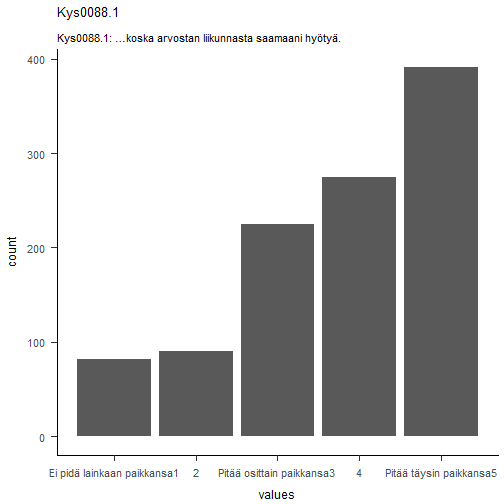 Kys0088.1
Kys0088.1: …koska arvostan liikunnasta saamaani hyötyä.
400
300
200
100
0
count
Ei pidä lainkaan paikkansa1 2 Pitää osittain paikkansa3 4 Pitää täysin paikkansa5
values